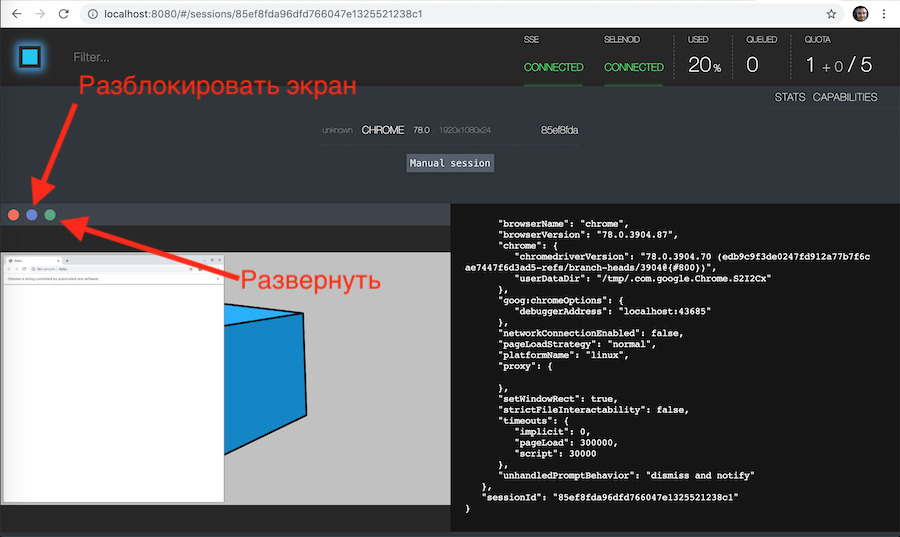 localhost:8080/#/sessions/85ef8fda96dfd766047e1325521238c1
Filter...
SSE
CONNECTED
SELENOID
CONNECTED
USED
20%
QUEUED
0
QUOTA
1 + 0 / 5
Разблокировать экран
STATS CAPABILITIES
unknown CHROME 78.0 1920x1080x24 85ef8fda
Manual session
Развернуть
Chrome is being controlled by automated test software.
"browserName": "chrome",
"browserVersion": "78.0.3904.87",
"chrome": {
"chromedriverVersion": "78.0.3904.70 (edb9c9f3de0247fd912a77b7f6c
ae7447f6d3ad5-refs/branch-heads/3904@{#800})",
"userDataDir": "/tmp/.com.google.Chrome.S2I2Cx"
},
"goog:chromeOptions": {
"debuggerAddress": "localhost:43685"
},
"networkConnectionEnabled": false,
"pageLoadStrategy": "normal",
"platformName": "linux",
"proxy": {
},
"setWindowRect": true,
"strictFileInteractability": false,
"timeouts": {
"implicit": 0,
"pageLoad": 300000,
"script": 30000
},
"unhandledPromptBehavior": "dismiss and notify"
},
"sessionId": "85ef8fda96dfd766047e1325521238c1"
}